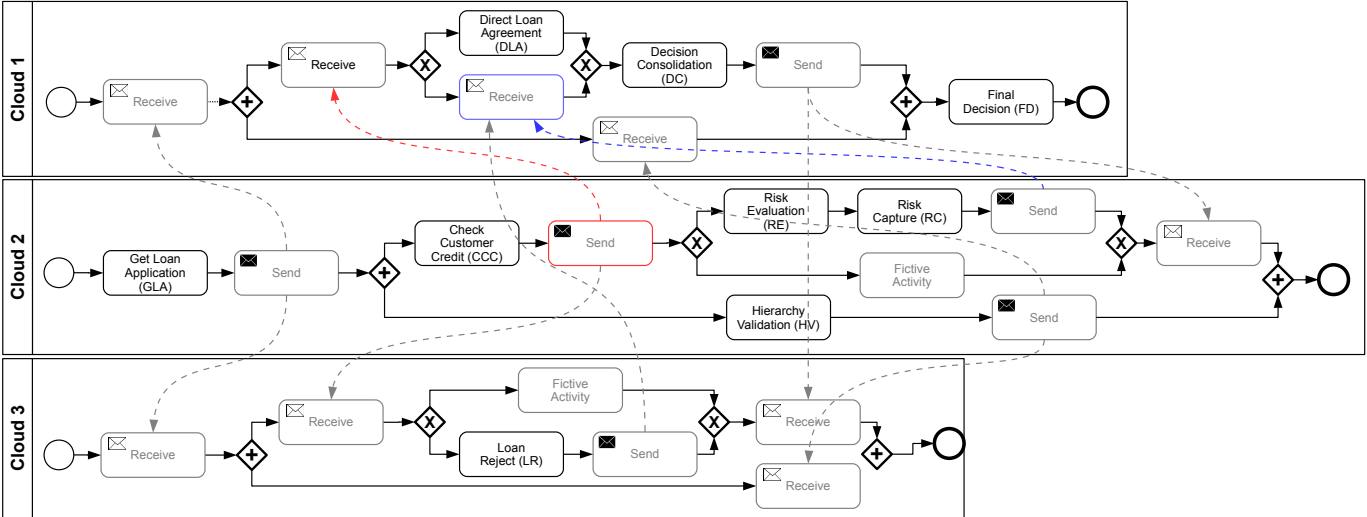 Cloud 1
Receive
Receive
X
Direct Loan
Agreement
(DLA)
Receive
X
Decision
Consolidation
(DC)
Send
Receive
Final
Decision (FD)
Cloud 2
Get Loan
Application
(GLA)
Send
Check
Customer
Credit (CCC)
Send
X
Risk
Evaluation
(RE)
Risk
Capture (RC)
Send
Fictive
Activity
X
Receive
Hierarchy
Validation (HV)
Send
Cloud 3
Receive
Receive
X
Fictive
Activity
Loan
Reject (LR)
Send
X
Receive
Receive